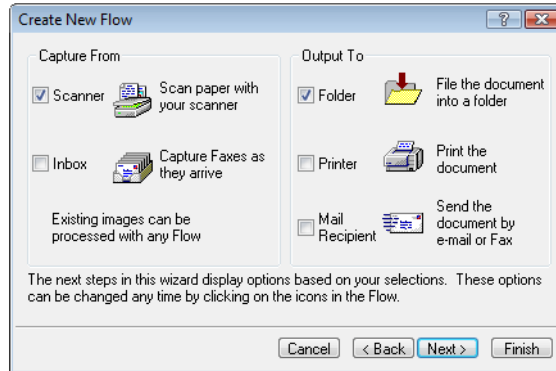 Create New Flow
Capture From
Scanner
Scan paper with
your scanner
Inbox
Capture Faxes as
they arrive
Existing images can be
processed with any Flow
Output To
Folder
File the document
into a folder
Printer
Print the
document
Mail
Recipient
Send the
document by
e-mail or Fax
The next steps in this wizard display options based on your selections. These options
can be changed any time by clicking on the icons in the Flow.
Cancel
< Back
Next >
Finish